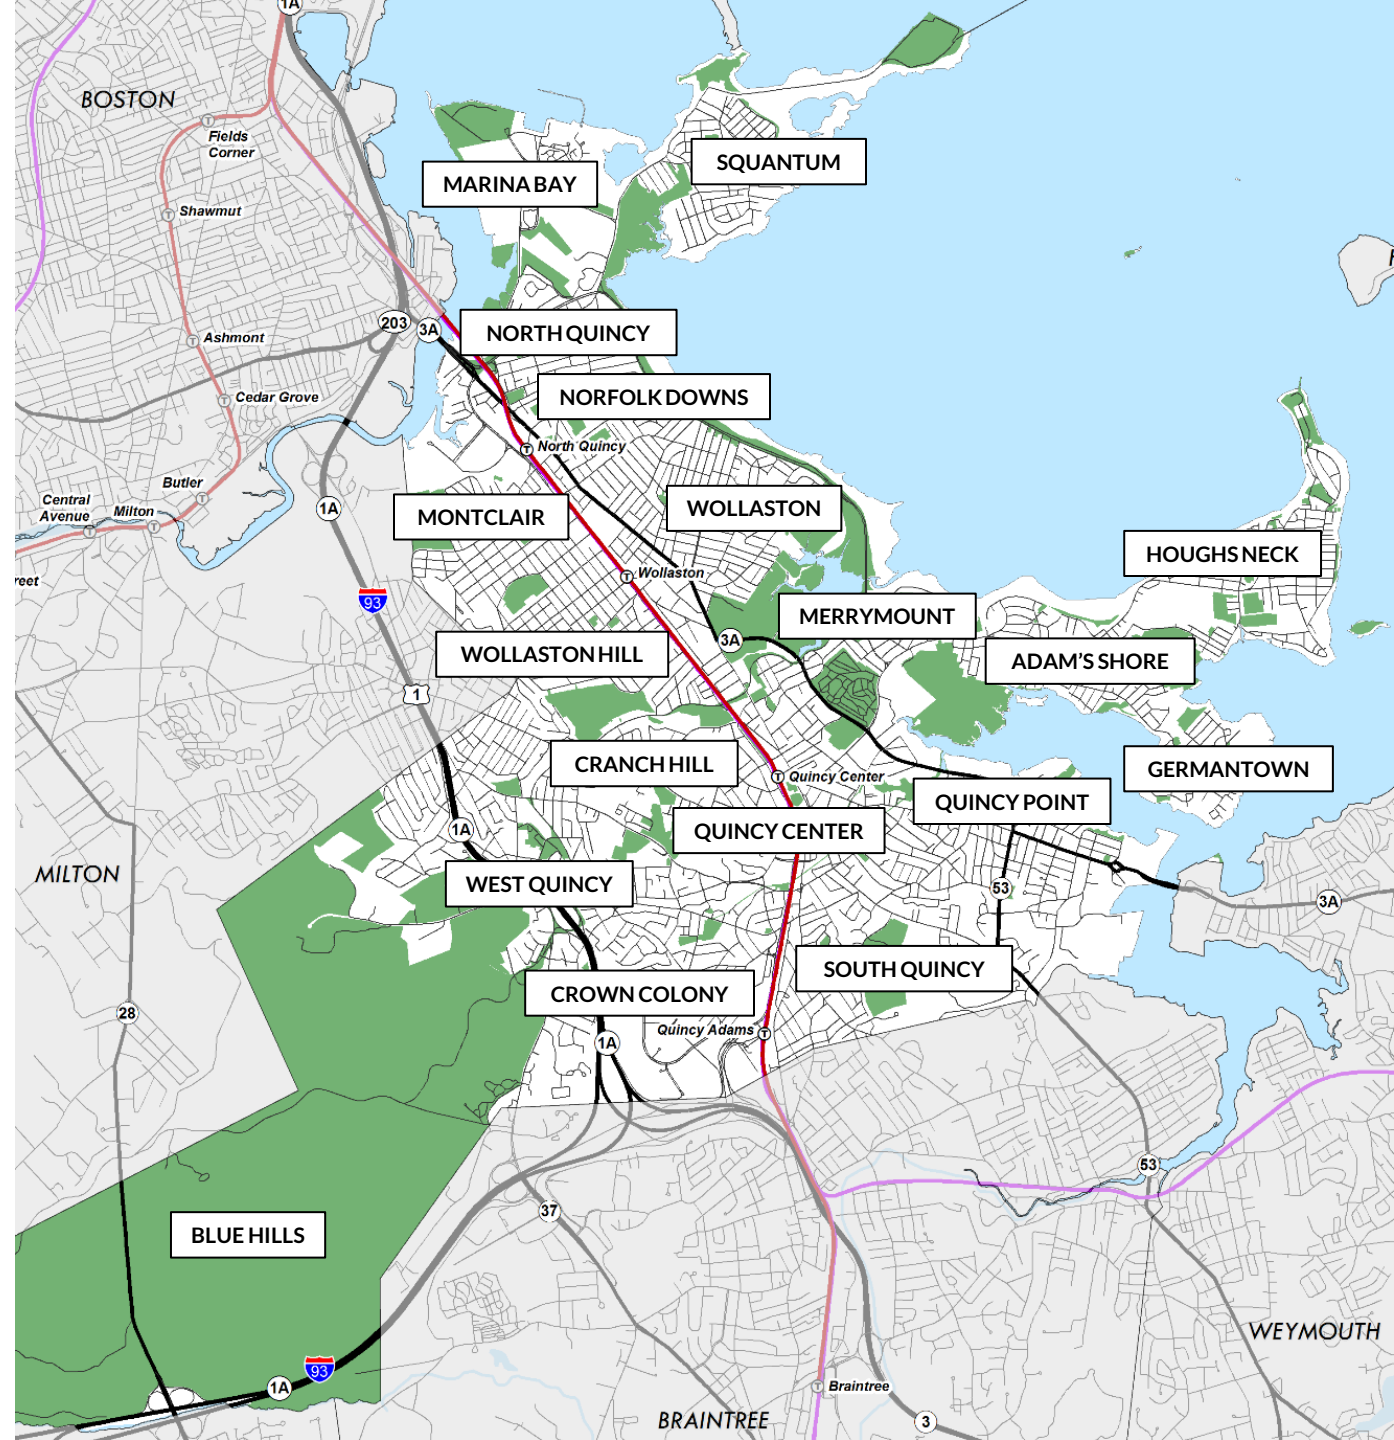 1A
BOSTON
Fields
Corner
SQUANTUM
MARINA BAY
Shawmut
203
3A
NORTH QUINCY
Ashmont
NORFOLK DOWNS
Cedar Grove
North Quincy
Butler
Central
Avenue
Milton
1A
MONTCLAIR
WOLLASTON
HOUGHS NECK
reet
Wollaston
93
MERRYMOUNT
3A
WOLLASTON HILL
ADAM'S SHORE
1
CRANCH HILL
Quincy Center
GERMANTOWN
QUINCY POINT
1A
QUINCY CENTER
MILTON
WEST QUINCY
53
3A
SOUTH QUINCY
CROWN COLONY
28
Quincy Adams
1A
53
37
BLUE HILLS
WEYMOUTH
93
1A
Braintree
BRAINTREE
3